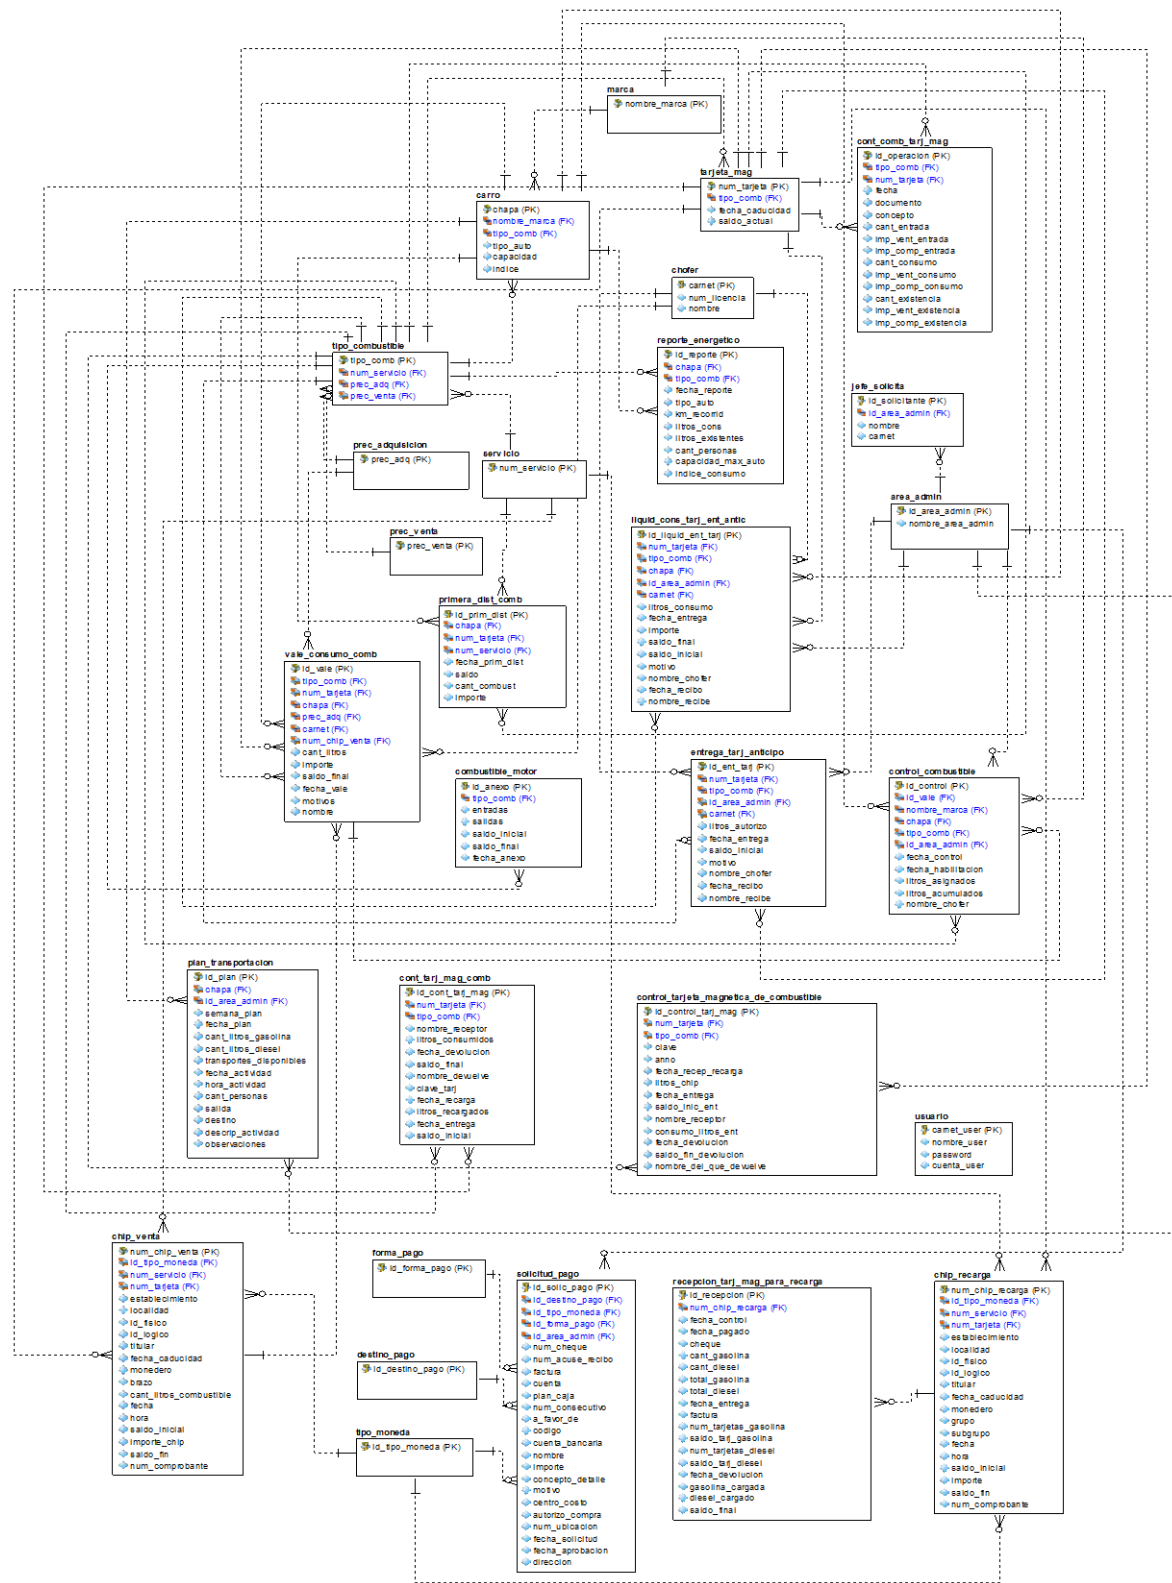 marca
nombre_marca (PK)
cont_comb_tarj_mag
id_operacion (PK)
tipo_comb (FK)
num_tarjeta (FK)
fecha
documento
concepto
cant_entrada
imp_vent_entrada
imp_comp_entrada
cant_consumo
imp_vent_consumo
imp_comp_consumo
cant_existencia
imp_vent_existencia
imp_comp_existencia
tarjeta_mag
num_tarjeta (PK)
tipo_comb (FK)
fecha_caducidad
saldo_actual
carro
chapa (PK)
nombre_marca (FK)
tipo_comb (FK)
tipo_auto
capacidad
indice
chofer
carnet (PK)
num_licencia
nombre
tipo_combustible
tipo_comb (PK)
num_servicio (FK)
prec_adq (FK)
prec_venta (FK)
reporte_energetico
id_reporte (PK)
chapa (FK)
tipo_comb (FK)
fecha_reporte
tipo_auto
km_recorrid
litros_cons
litros_existentes
cant_personas
capacidad_max_auto
indice_consumo
jefe_solicita
id_solicitante (PK)
id_area_admin (FK)
nombre
carnet
prec_adquisicion
prec_adq (PK)
servicio
num_servicio (PK)
area_admin
id_area_admin (PK)
nombre_area_admin
prec_venta
prec_venta (PK)
liquid_cons_tarj_ent_antic
id_liquid_ent_tarj (PK)
num_tarjeta (FK)
tipo_comb (FK)
chapa (FK)
id_area_admin (FK)
carnet (FK)
litros_consumo
fecha_entrega
importe
saldo_final
saldo_inicial
motivo
nombre_chofer
fecha_recibo
nombre_recibe
primera_dist_comb
id_prim_dist (PK)
chapa (FK)
num_tarjeta (FK)
num_servicio (FK)
fecha_prim_dist
saldo
cant_combust
importe
vale_consumo_comb
id_vale (PK)
tipo_comb (FK)
num_tarjeta (FK)
chapa (FK)
prec_adq (FK)
carnet (FK)
num_chip_venta (FK)
cant_litros
importe
saldo_final
fecha_vale
motivos
nombre
combustible_motor
id_anexo (PK)
tipo_comb (FK)
entradas
salidas
saldo_inicial
saldo_final
fecha_anexo
entrega_tarj_anticipo
id_ent_tarj (PK)
num_tarjeta (FK)
tipo_comb (FK)
id_area_admin (FK)
carnet (FK)
litros_autorizo
fecha_entrega
saldo_inicial
motivo
nombre_chofer
fecha_recibo
nombre_recibe
control_combustible
id_control (PK)
id_vale (FK)
nombre_marca (FK)
chapa (FK)
tipo_comb (FK)
id_area_admin (FK)
fecha_control
fecha_habilitacion
litros_asignados
litros_acumulados
nombre_chofer
plan_transportacion
id_plan (PK)
chapa (FK)
id_area_admin (FK)
semana_plan
fecha_plan
cant_litros_gasolina
cant_litros_diesel
transportes_disponibles
fecha_actividad
hora_actividad
cant_personas
salida
destino
descrip_actividad
observaciones
cont_tarj_mag_comb
id_cont_tarj_mag (PK)
num_tarjeta (FK)
tipo_comb (FK)
nombre_receptor
litros_consumidos
fecha_devolucion
saldo_final
nombre_devuelve
clave_tarj
fecha_recarga
litros_recargados
fecha_entrega
saldo_inicial
control_tarjeta_magnetica_de_combustible
id_control_tarj_mag (PK)
num_tarjeta (FK)
tipo_comb (FK)
clave
anno
fecha_recep_recarga
litros_chip
fecha_entrega
saldo_inic_ent
nombre_receptor
consumo_litros_ent
fecha_devolucion
saldo_fin_devolucion
nombre_del_que_devuelve
usuario
carnet_user (PK)
nombre_user
password
cuenta_user
chip_venta
num_chip_venta (PK)
id_tipo_moneda (FK)
num_servicio (FK)
num_tarjeta (FK)
establecimiento
localidad
id_fisico
id_logico
titular
fecha_caducidad
monedero
brazo
cant_litros_combustible
fecha
hora
saldo_inicial
importe_chip
saldo_fin
num_comprobante
forma_pago
id_forma_pago (PK)
destino_pago
id_destino_pago (PK)
tipo_moneda
id_tipo_moneda (PK)
solicitud_pago
id_solic_pago (PK)
id_destino_pago (FK)
id_tipo_moneda (FK)
id_forma_pago (FK)
id_area_admin (FK)
num_cheque
num_acuse_recibo
factura
cuenta
plan_caja
num_consecutivo
a_favor_de
codigo
cuenta_bancaria
nombre
importe
concepto_detalle
motivo
centro_costo
autorizo_compra
num_ubicacion
fecha_solicitud
fecha_aprobacion
direccion
recepcion_tarj_mag_para_recarga
id_recepcion (PK)
num_chip_recarga (FK)
fecha_control
fecha_pagado
cheque
cant_gasolina
cant_diesel
total_gasolina
total_diesel
fecha_entrega
factura
num_tarjetas_gasolina
saldo_tarj_gasolina
num_tarjetas_diesel
saldo_tarj_diesel
fecha_devolucion
gasolina_cargada
diesel_cargado
saldo_final
chip_recarga
num_chip_recarga (PK)
id_tipo_moneda (FK)
num_servicio (FK)
num_tarjeta (FK)
establecimiento
localidad
id_fisico
id_logico
titular
fecha_caducidad
monedero
grupo
subgrupo
fecha
hora
saldo_inicial
importe
saldo_fin
num_comprobante